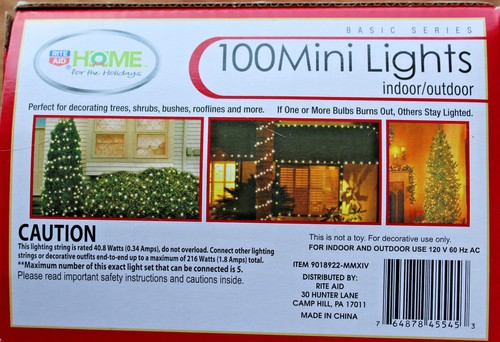 BASIC SERIES
RITE AID HOME
for the Holidays
100Mini Lights
indoor/outdoor
Perfect for decorating trees, shrubs, bushes, rooflines and more. If One or More Bulbs Burns Out, Others Stay Lighted.
CAUTION
This lighting string is rated 40.8 Watts (0.34 Amps), do not overload. Connect other lighting
strings or decorative outfits end-to-end up to a maximum of 216 Watts (1.8 Amps) total.
**Maximum number of this exact light set that can be connected is 5.
Please read important safety instructions and cautions inside.
This is not a toy. For decorative use only.
FOR INDOOR AND OUTDOOR USE 120 V 60 Hz AC
ITEM 9018922-MMXIV
DISTRIBUTED BY:
RITE AID
30 HUNTER LANE
CAMP HILL, PA 17011
MADE IN CHINA
7 64878 45545 3